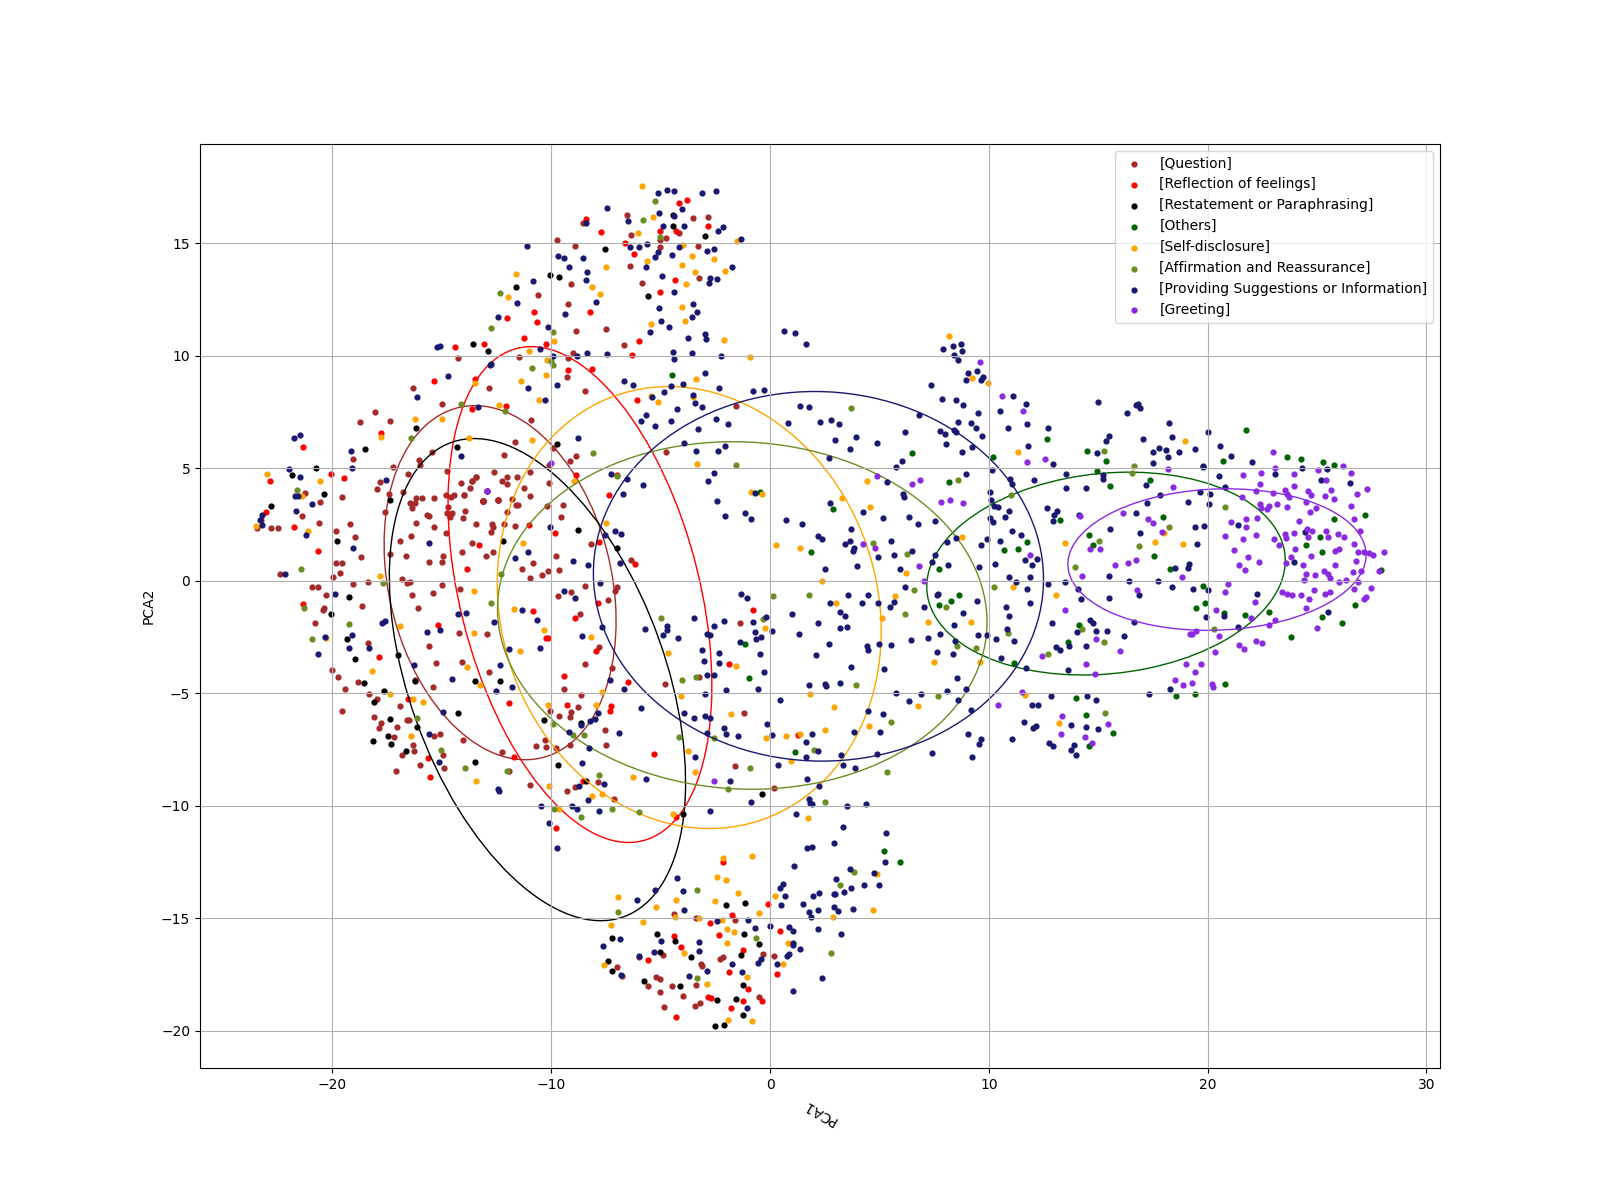 [Question]
[Reflection of feelings]
[Restatement or Paraphrasing]
[Others]
[Self-disclosure]
[Affirmation and Reassurance]
[Providing Suggestions or Information]
[Greeting]
15
10
5
0
−5
−10
−15
−20
PCA2
−20
−10
0
10
20
30
PCA1